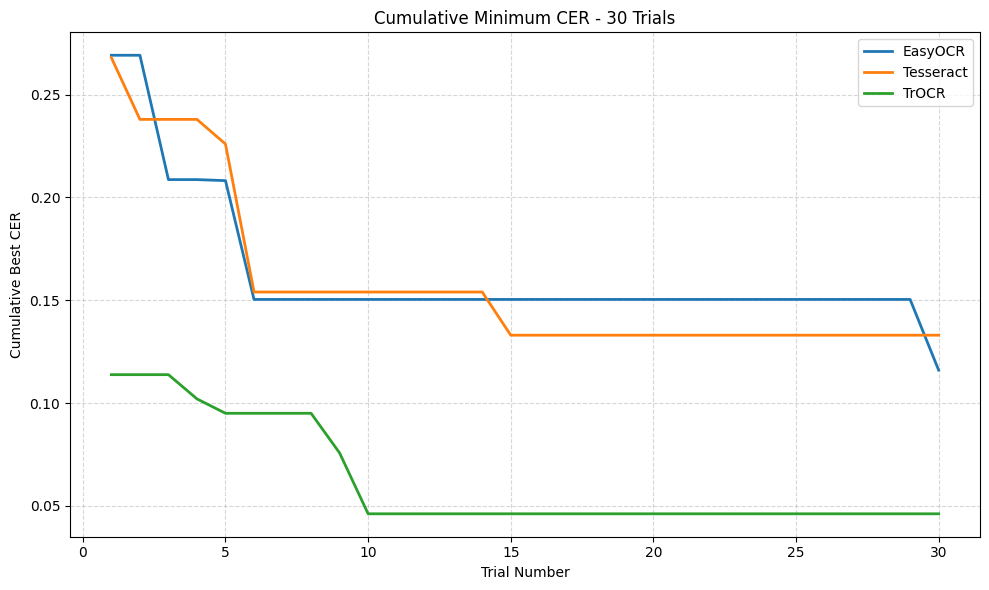 Cumulative Minimum CER - 30 Trials
EasyOCR
Tesseract
TrOCR
Cumulative Best CER
0.25
0.20
0.15
0.10
0.05
0 5 10 15 20 25 30
Trial Number